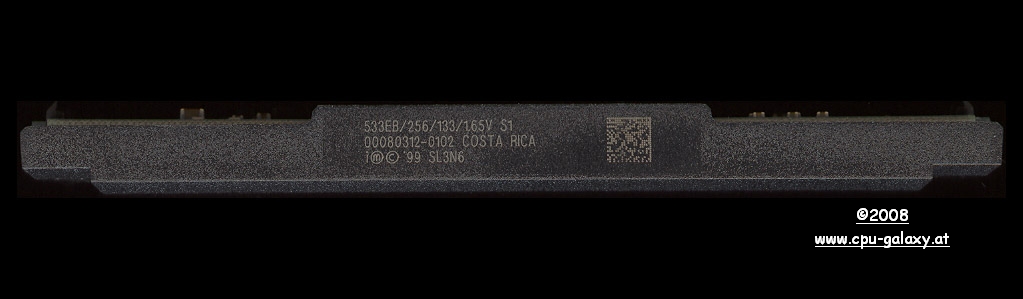 533EB/256/133/1.65V S1
00080312-0102 COSTA RICA
i ⓜ © '99 SL3N6
©2008
www.cpu-galaxy.at